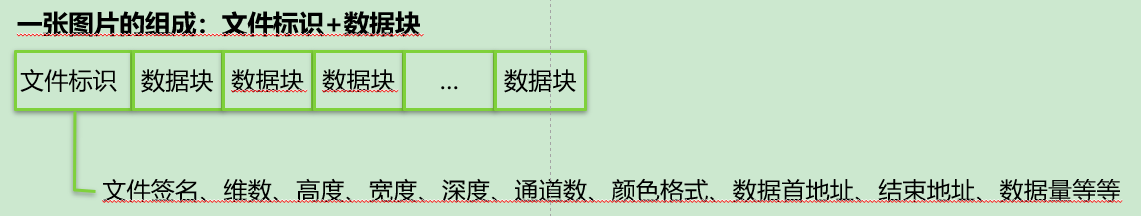 一张图片的组成：文件标识+数据块
文件标识 数据块 数据块 数据块 ... 数据块
文件签名、维数、高度、宽度、深度、通道数、颜色格式、数据首地址、结束地址、数据量等等